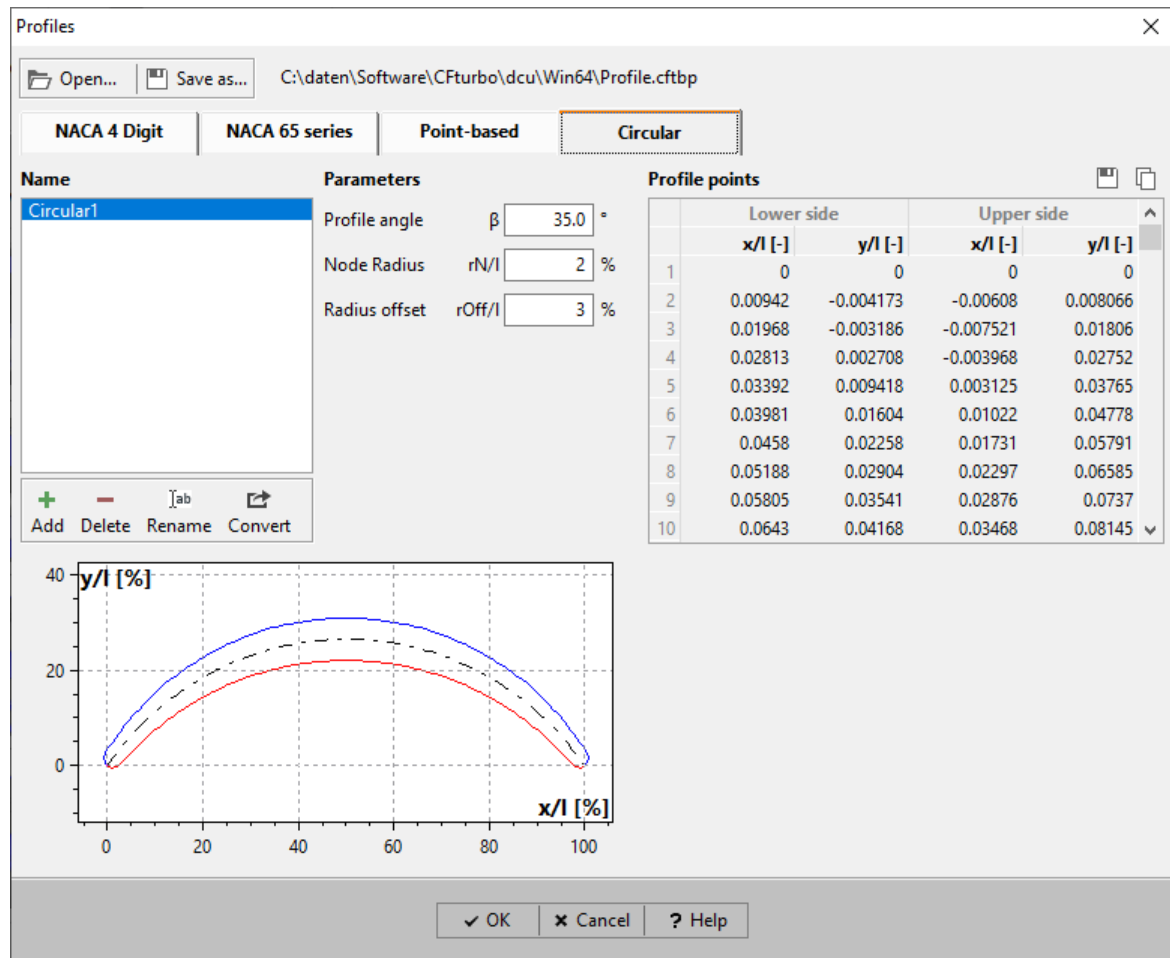 Profiles
Open... Save as... C:\daten\Software\CFturbo\dcu\Win64\Profile.cftbp
NACA 4 Digit NACA 65 series Point-based Circular
Name Parameters Profile points
Circular1
Profile angle β 35.0 °
Node Radius rN/l 2 %
Radius offset rOff/l 3 %
Lower side Upper side
x/l [-] y/l [-] x/l [-] y/l [-]
1 0 0 0 0
2 0.00942 -0.004173 -0.00608 0.008066
3 0.01968 -0.003186 -0.007521 0.01806
4 0.02813 0.002708 -0.003968 0.02752
5 0.03392 0.009418 0.003125 0.03765
6 0.03981 0.01604 0.01022 0.04778
7 0.0458 0.02258 0.01731 0.05791
8 0.05188 0.02904 0.02297 0.06585
9 0.05805 0.03541 0.02876 0.0737
10 0.0643 0.04168 0.03468 0.08145
ab
Add Delete Rename Convert
40 y/l [%]
20
0
x/l [%]
0 20 40 60 80 100
OK Cancel ? Help